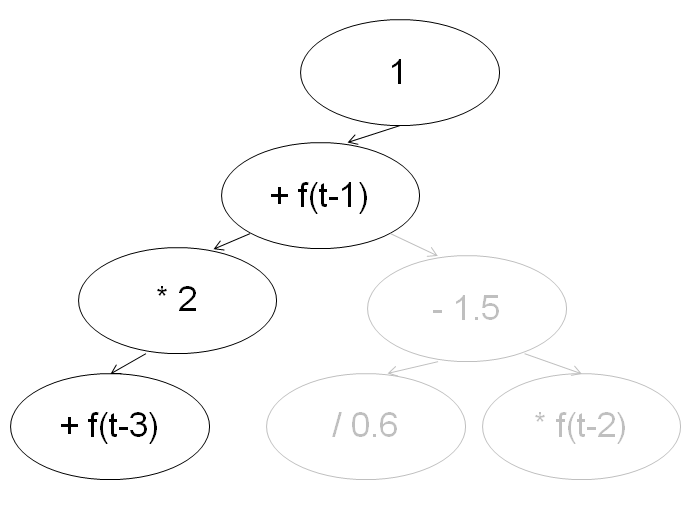 1
+ f(t-1)
* 2
- 1.5
+ f(t-3)
/ 0.6
* f(t-2)